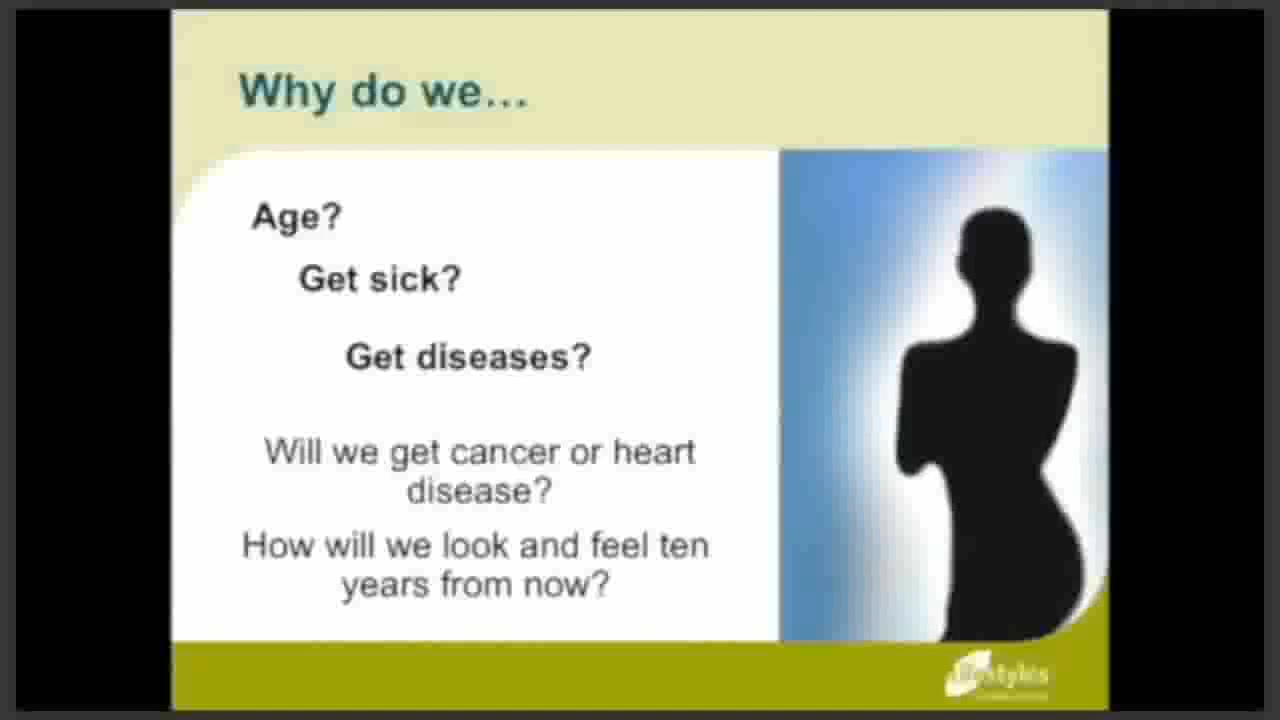 Why do we...
Age?
Get sick?
Get diseases?
Will we get cancer or heart
disease?
How will we look and feel ten
years from now?